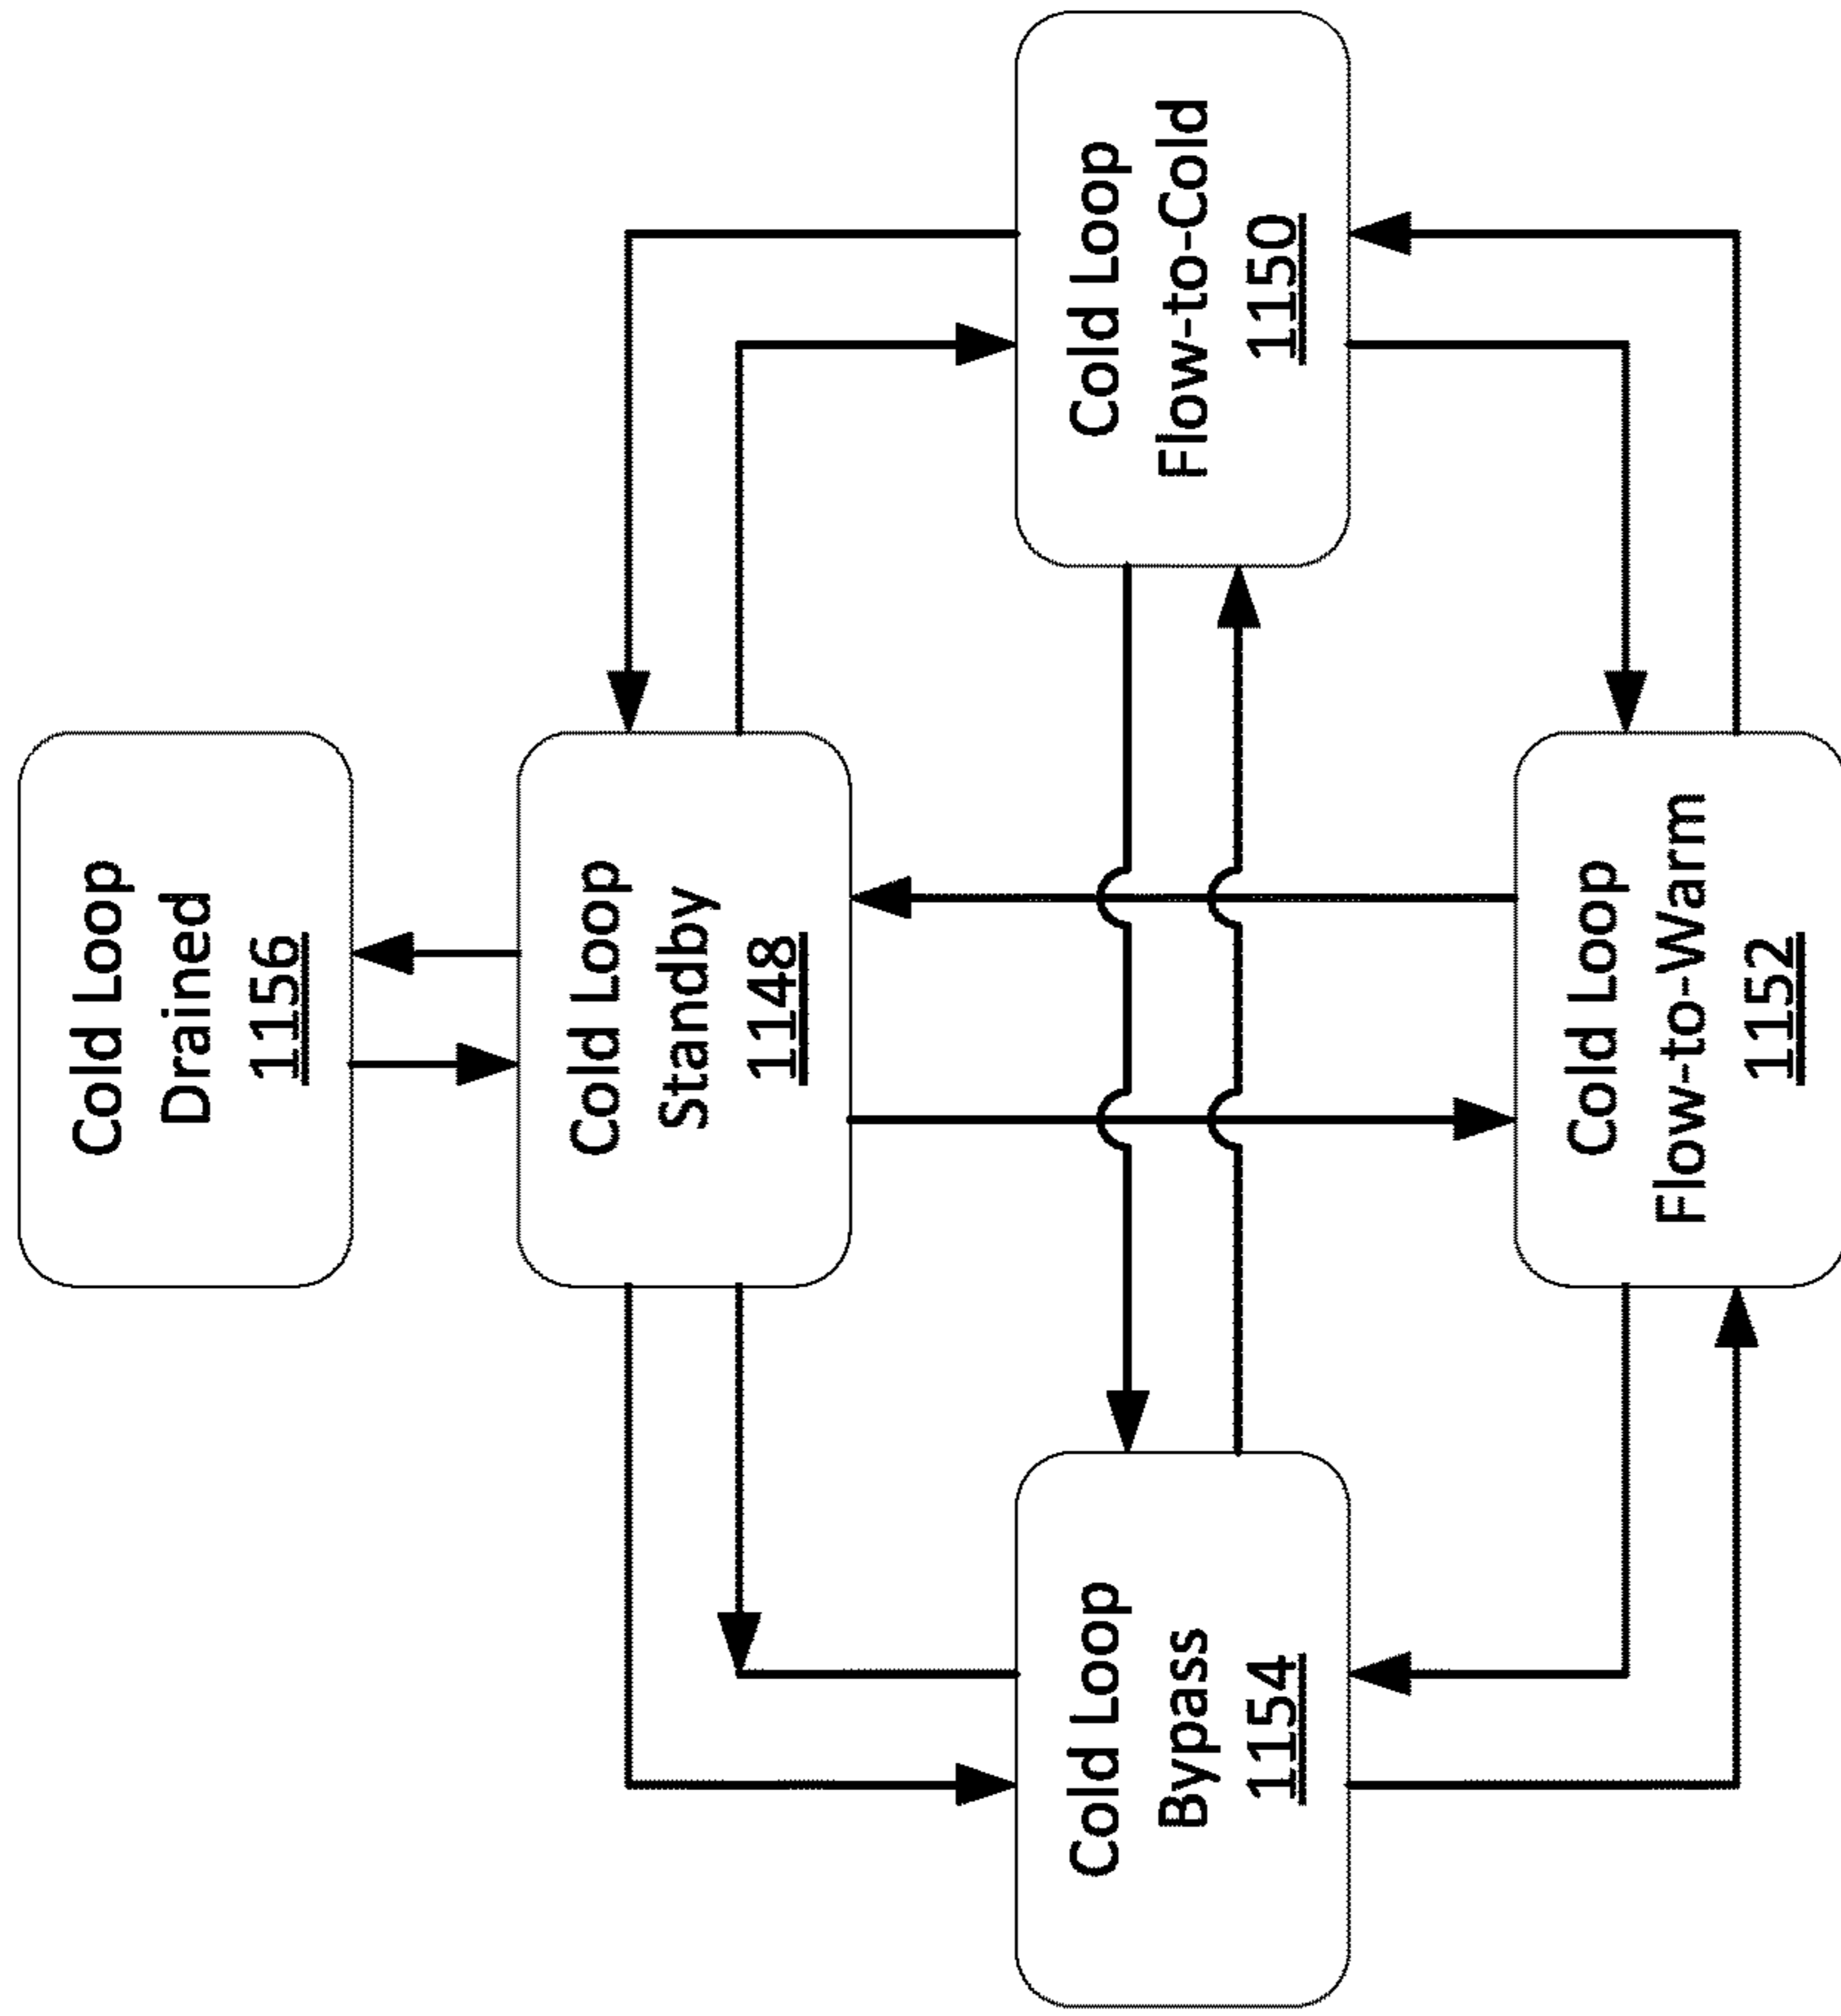 Cold Loop
Drained
1156
Cold Loop
Standby
1148
Cold Loop
Bypass
1154
Cold Loop
Flow-to-Cold
1150
Cold Loop
Flow-to-Warm
1152